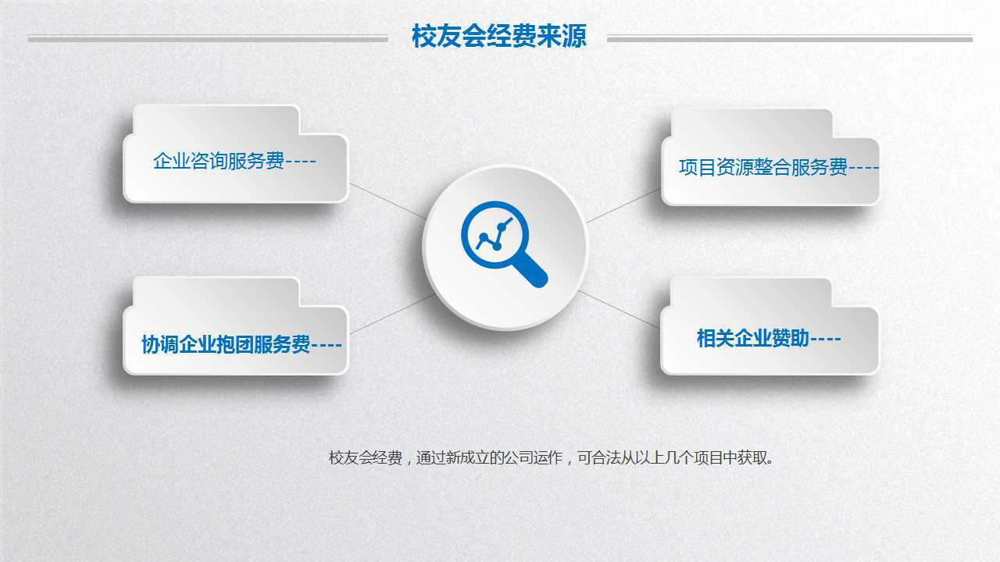 校友会经费来源
企业咨询服务费----
项目资源整合服务费----
协调企业抱团服务费----
相关企业赞助----
校友会经费，通过新成立的公司运作，可合法从以上几个项目中获取。